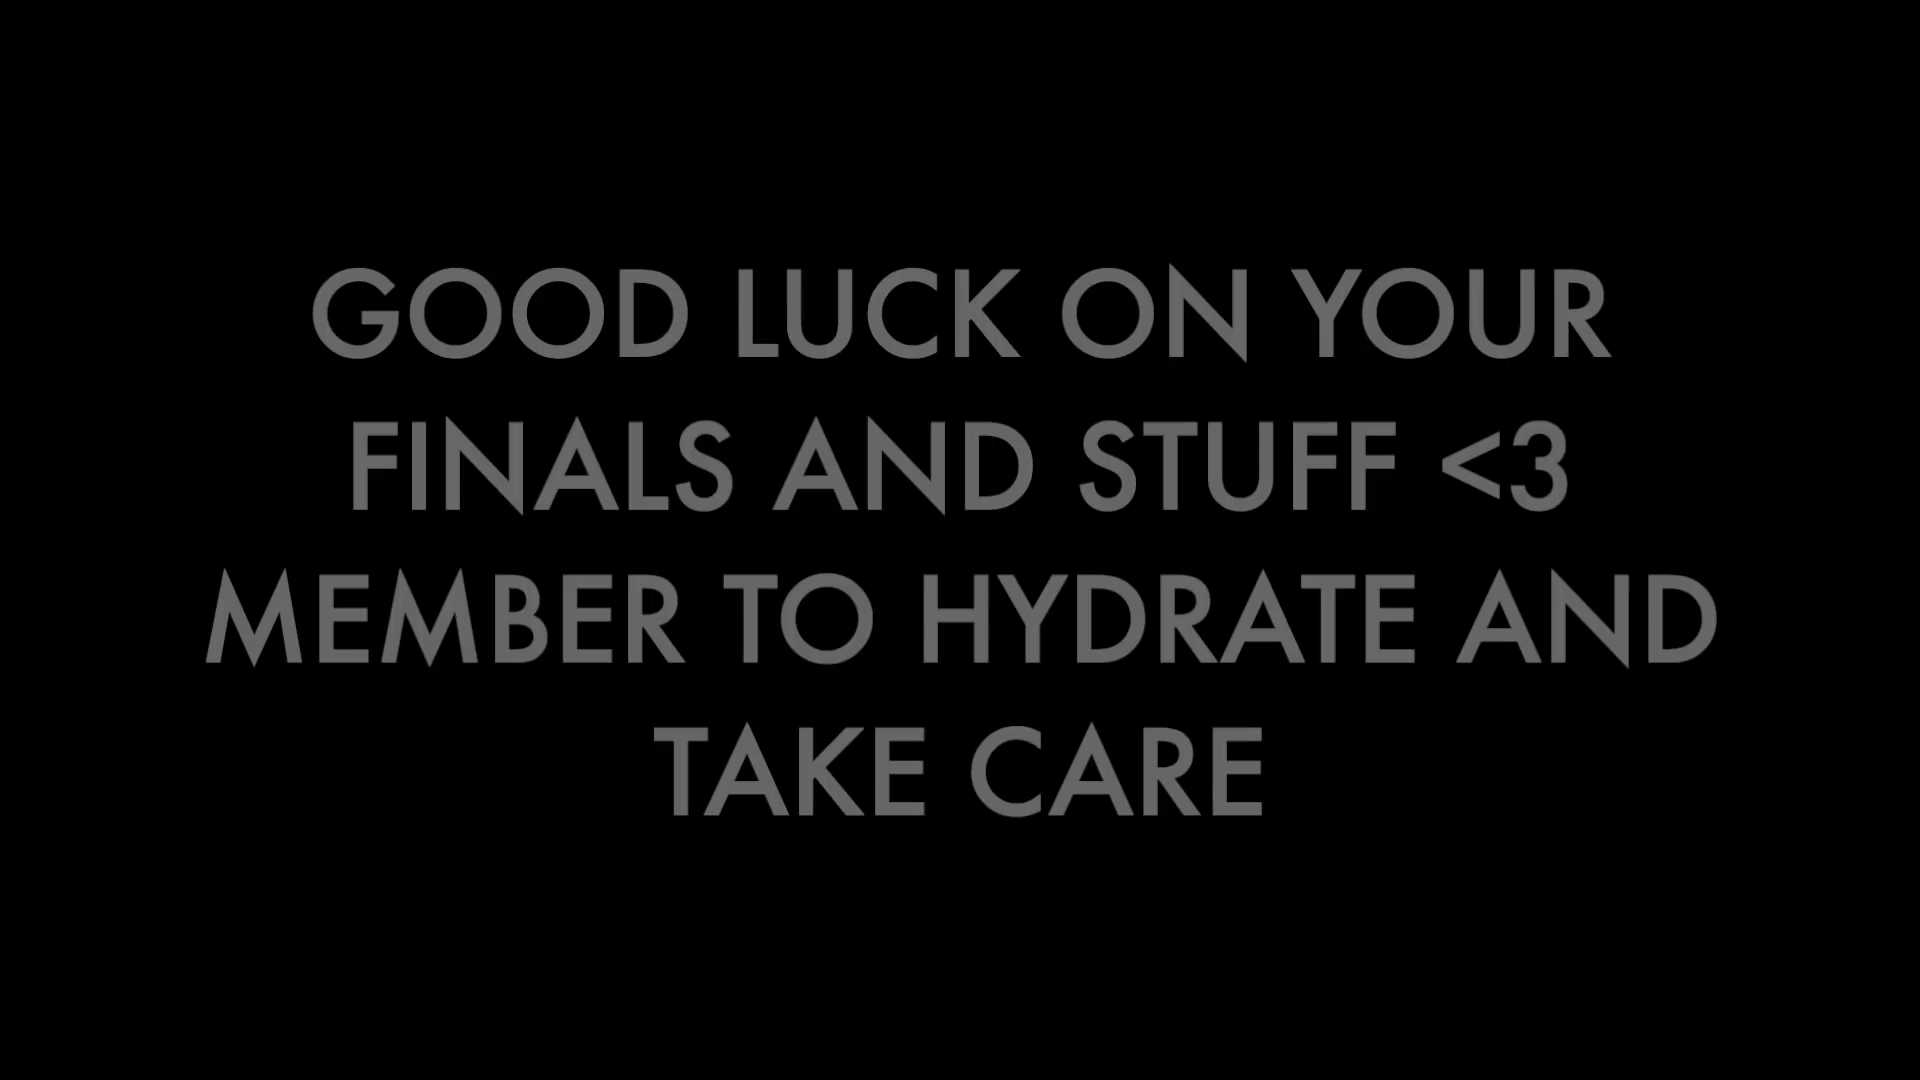 GOOD LUCK ON YOUR
FINALS AND STUFF <3
MEMBER TO HYDRATE AND
TAKE CARE